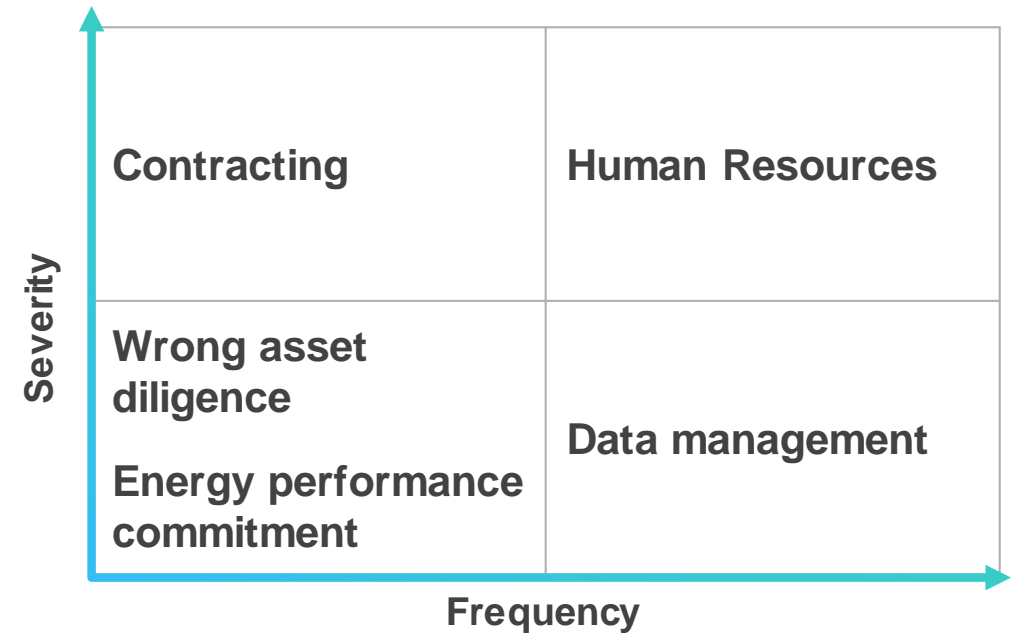 Contracting
Human Resources
Severity
Wrong asset
diligence
Energy performance
commitment
Data management
Frequency